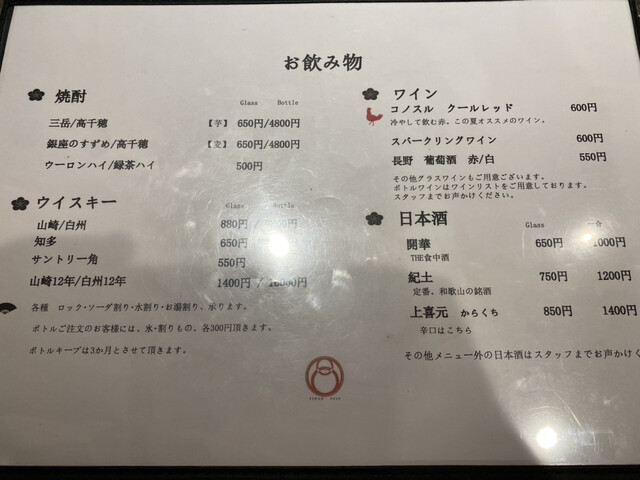 お飲み物
焼酎
Glass Bottle
三岳/高千穂 【芋】 650円/4800円
銀座のすずめ/高千穂 【麦】 650円/4800円
ウーロンハイ/緑茶ハイ 500円
ウイスキー
Glass Bottle
山崎/白州 880円 /
知多 650円 /
サントリー角 550円
山崎12年/白州12年 1400円 / 16000円
各種 ロック・ソーダ割り・水割り・お湯割り、承ります。
ボトルご注文のお客様には、氷・割りもの、各300円頂きます。
ボトルキープは3か月とさせて頂きます。
ワイン
コノスル クールレッド 600円
冷やして飲む赤。この夏オススメのワイン。
スパークリングワイン 600円
長野 葡萄酒 赤/白 550円
その他グラスワインもご用意ございます。
ボトルワインはワインリストをご用意しております。
スタッフまでお声かけください。
日本酒
Glass 一合
開華 650円 1000円
THE食中酒
紀土 750円 1200円
定番、和歌山の銘酒
上喜元 からくち 850円 1400
辛口はこちら
その他メニュー外の日本酒はスタッフまでお声か